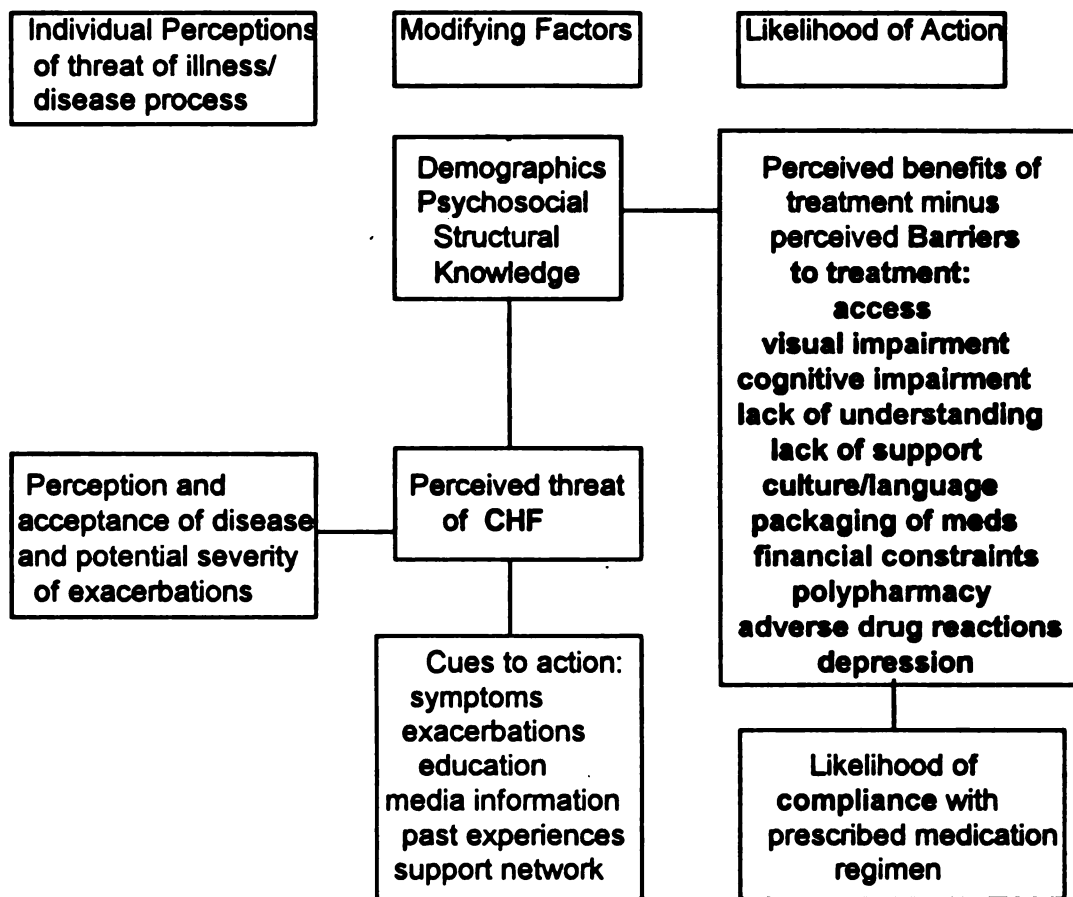 Individual Perceptions
of threat of illness/
disease process
Modifying Factors
Likelihood of Action
Demographics
Psychosocial
Structural
Knowledge
Perceived benefits of
treatment minus
perceived Barriers
to treatment:
access
visual impairment
cognitive impairment
lack of understanding
lack of support
culture/language
packaging of meds
financial constraints
polypharmacy
adverse drug reactions
depression
Perception and
acceptance of disease
and potential severity
of exacerbations
Perceived threat
of CHF
Cues to action:
symptoms
exacerbations
education
media information
past experiences
support network
Likelihood of
compliance with
prescribed medication
regimen